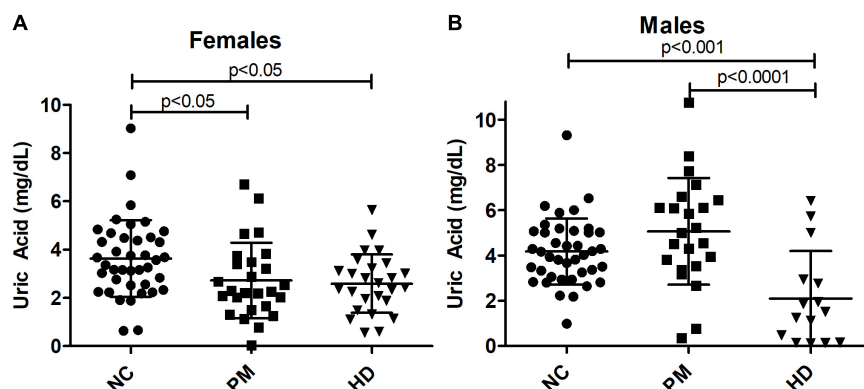 A
Females
p<0.05
p<0.05
Uric Acid (mg/dL)
10
8
6
4
2
0
NC
PM
HD
B
Males
p<0.001
p<0.0001
Uric Acid (mg/dL)
10
8
6
4
2
0
NC
PM
HD